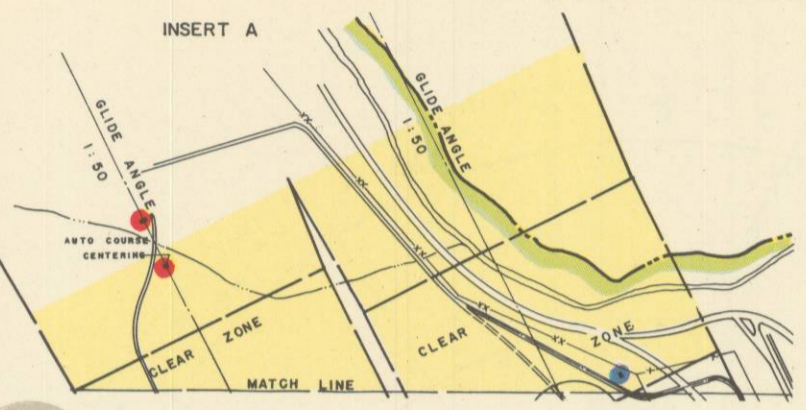 INSERT A
GLIDE ANGLE
1:50
GLIDE ANGLE
1:50
AUTO COURSE
CENTERING
CLEAR ZONE
CLEAR ZONE
MATCH LINE